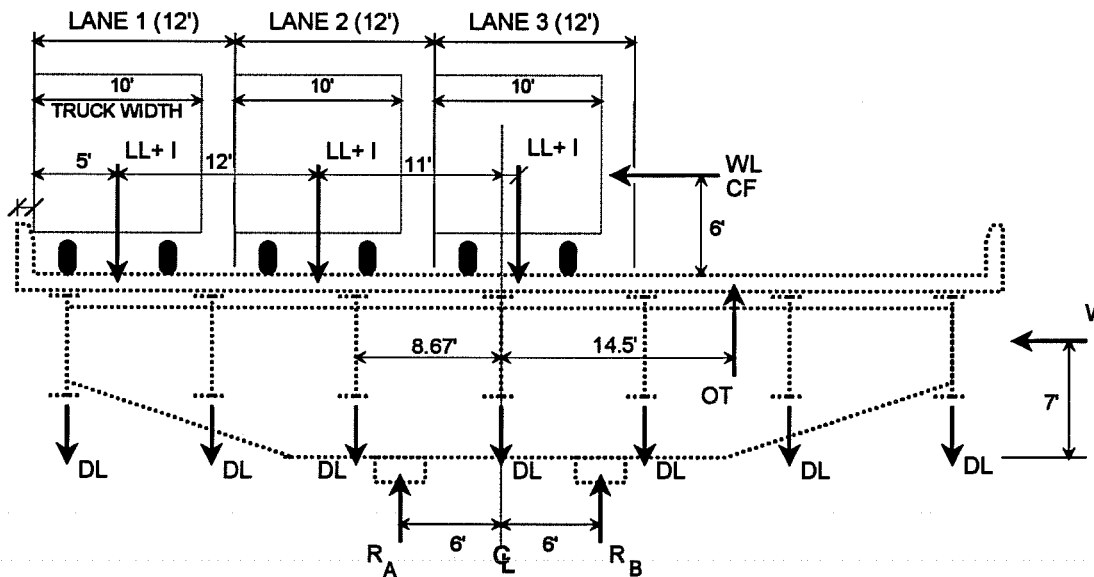 LANE 1 (12') LANE 2 (12') LANE 3 (12')
10' 10' 10'
TRUCK WIDTH
5' LL+ I 12' LL+ I 11' LL+ I WL
CF
6'
W
8.67' 14.5'
OT 7'
DL DL DL DL DL DL DL
6' 6'
R A C L R B